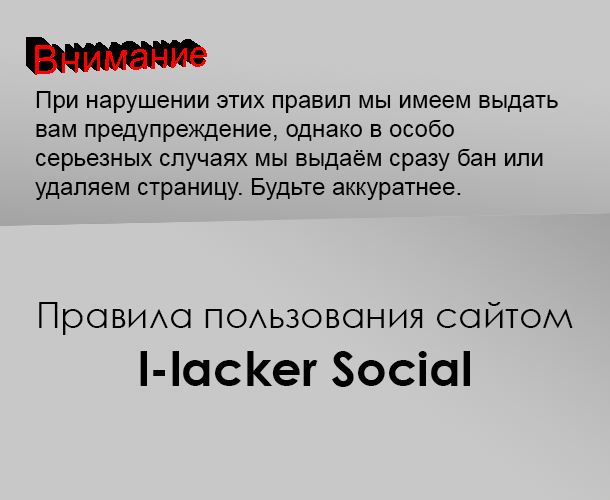 Внимание
При нарушении этих правил мы имеем выдать
вам предупреждение, однако в особо
серьезных случаях мы выдаём сразу бан или
удаляем страницу. Будьте аккуратнее.
Правила пользования сайтом
I-lacker Social